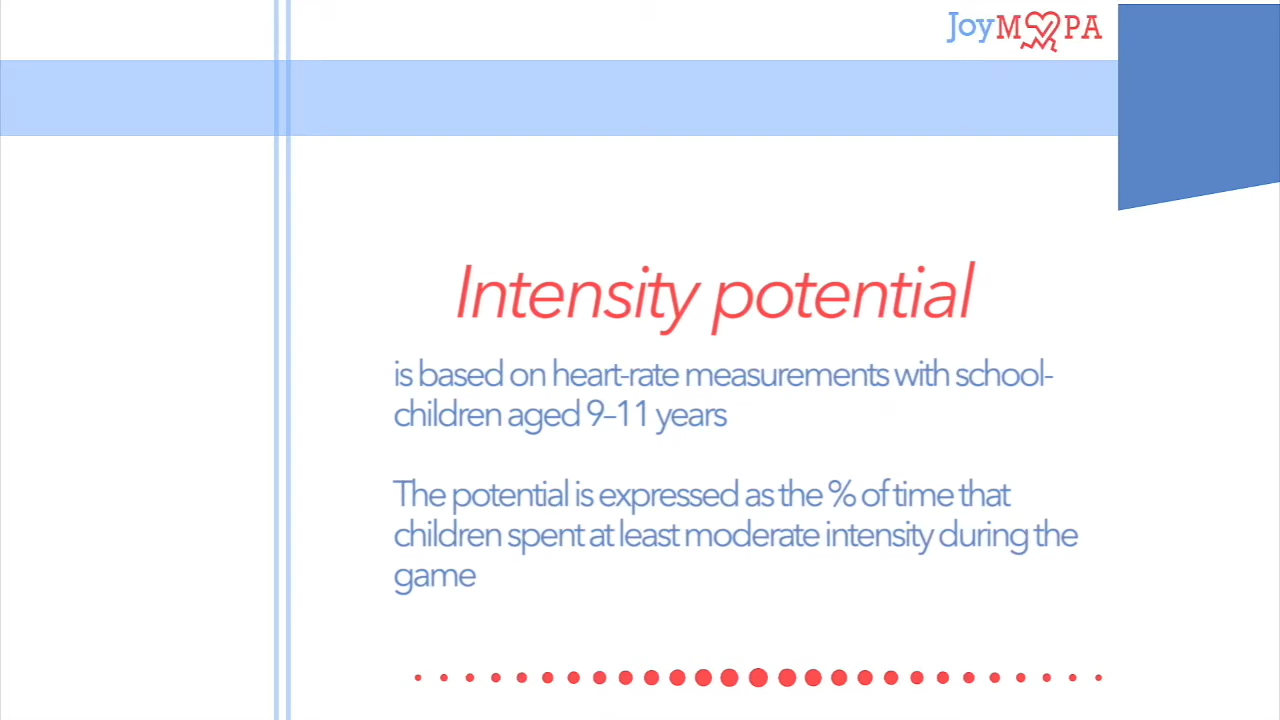 JoyMOPA
Intensity potential
is based on heart-rate measurements with school-
children aged 9–11 years
The potential is expressed as the % of time that
children spent at least moderate intensity during the
game